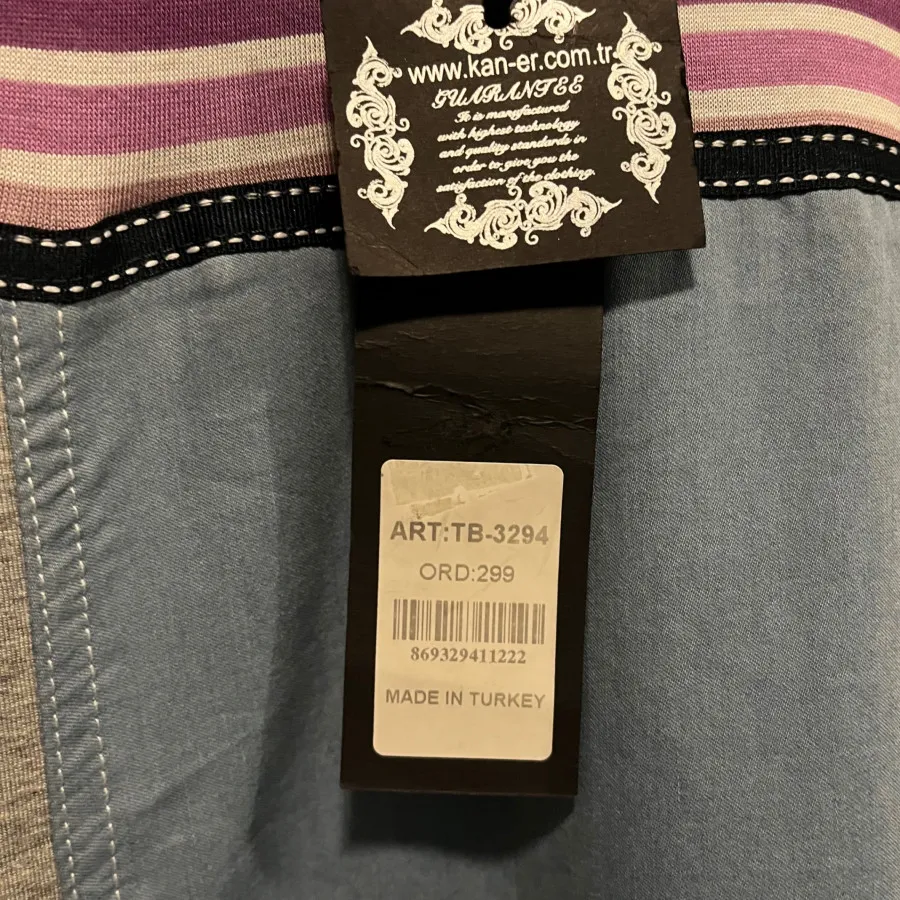 www.kan-er.com.tr
GUARANTEE
It is manufactured
with highest technology
and quality standards in
order to give you the
satisfaction of the clothing.
ART:TB-3294
ORD:299
869329411222
MADE IN TURKEY